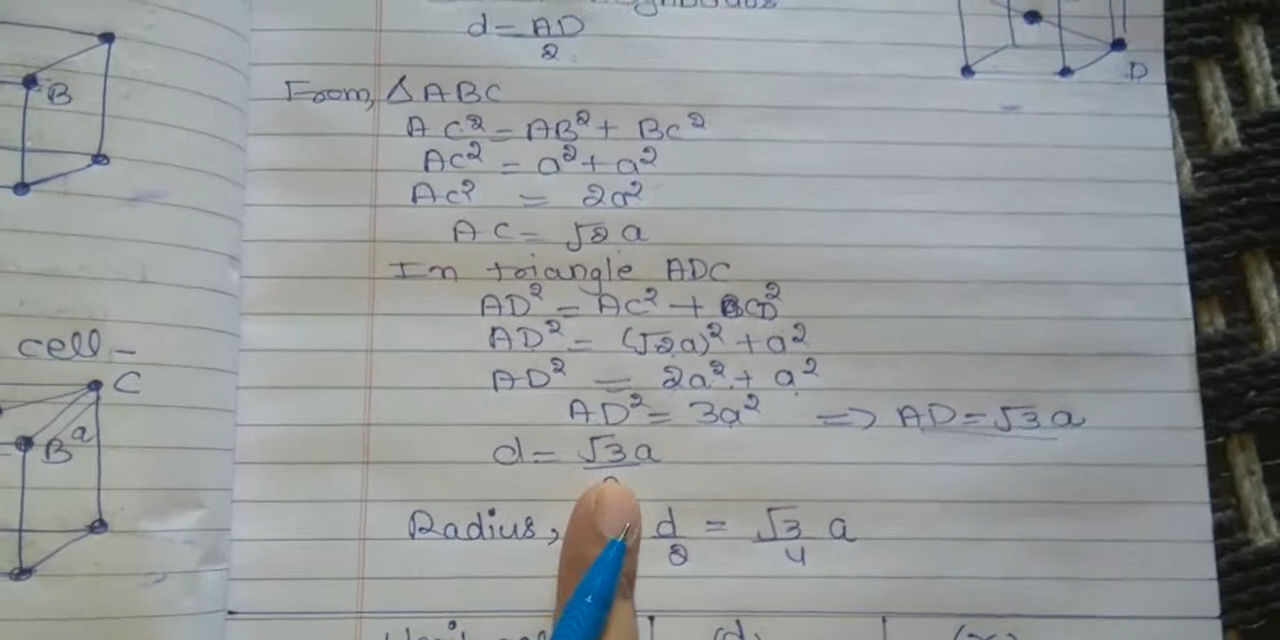 d = AD/2
D
B
From, △ABC
AC² = AB² + BC²
AC² = a² + a²
AC² = 2a²
AC = √2 a
In triangle ADC
AD² = AC² + CD²
AD² = (√2a)² + a²
AD² = 2a² + a²
AD² = 3a² => AD = √3 a
cell -
C
B a
d = √3a
Radius, d/2 = √3/4 a
(d)